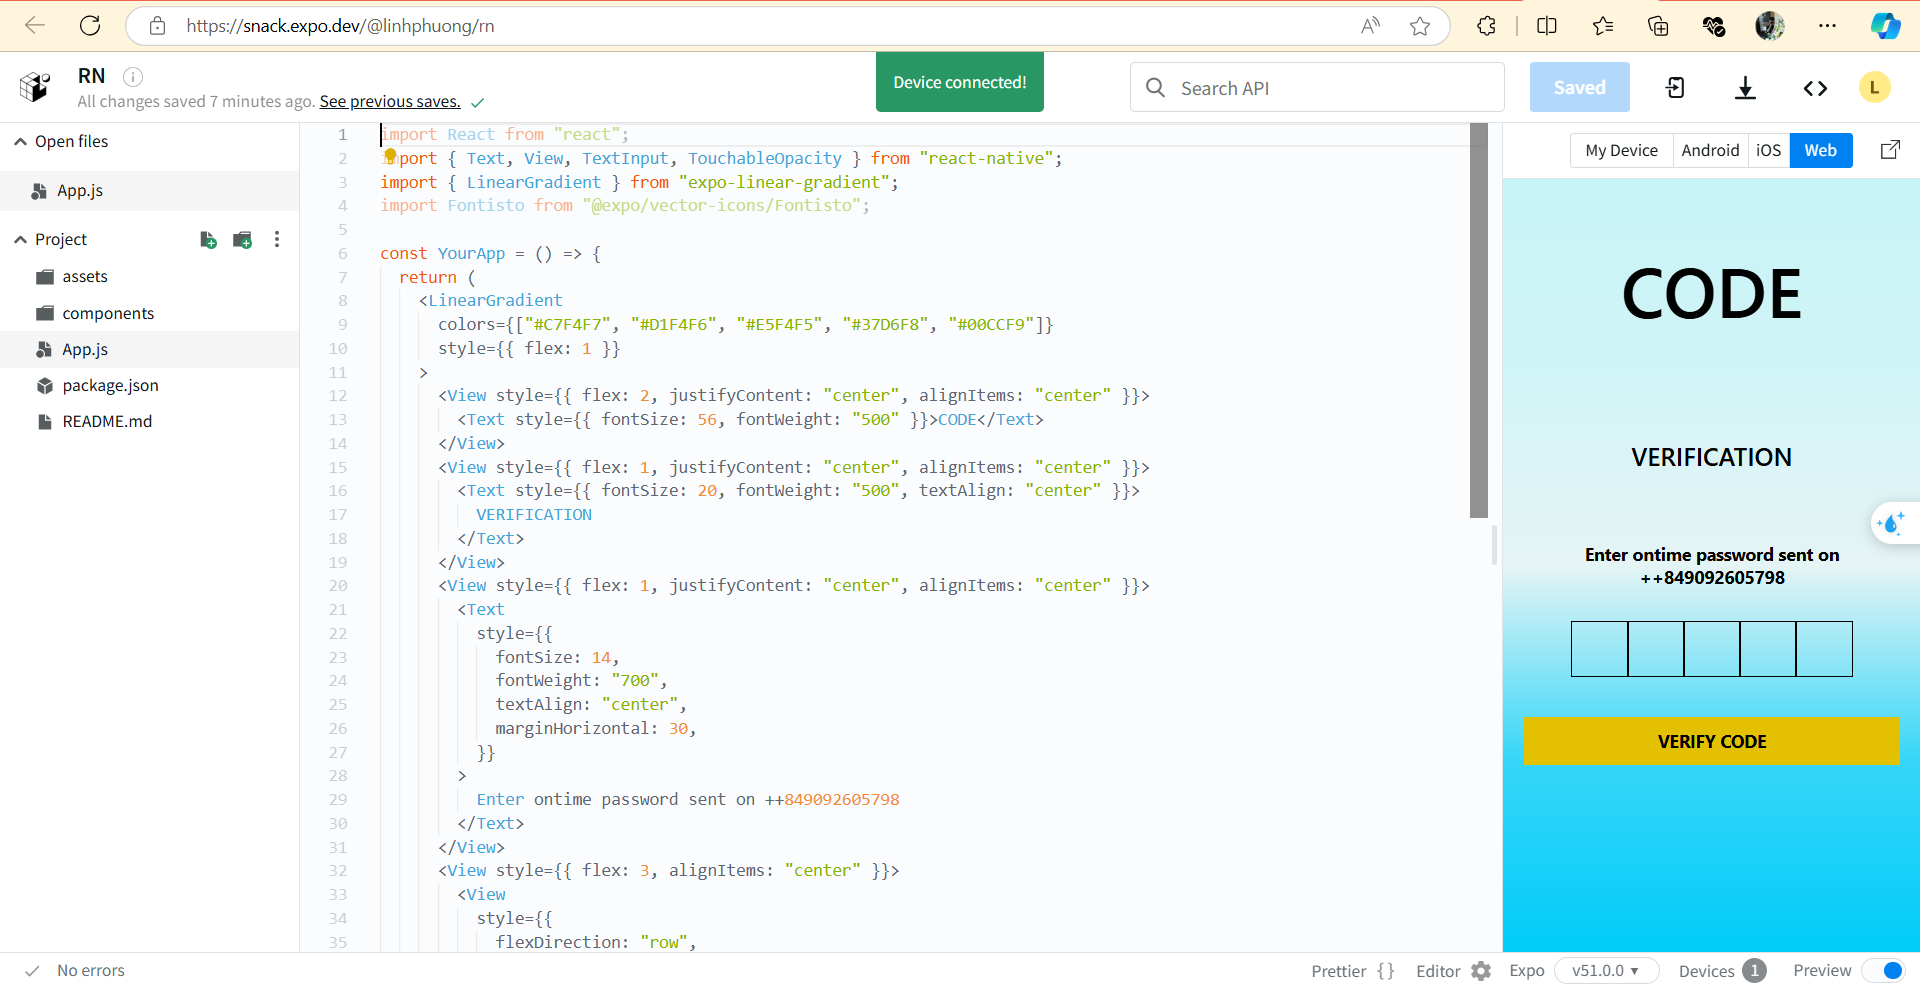 https://snack.expo.dev/@linhphuong/rn
RN
All changes saved 7 minutes ago. See previous saves.
Device connected!
Search API
Saved
L
Open files
App.js
Project
assets
components
App.js
package.json
README.md
1 import React from "react";
2 import { Text, View, TextInput, TouchableOpacity } from "react-native";
3 import { LinearGradient } from "expo-linear-gradient";
4 import Fontisto from "@expo/vector-icons/Fontisto";
5
6 const YourApp = () => {
7 return (
8 <LinearGradient
9 colors={["#C7F4F7", "#D1F4F6", "#E5F4F5", "#37D6F8", "#00CCF9"]}
10 style={{ flex: 1 }}
11 >
12 <View style={{ flex: 2, justifyContent: "center", alignItems: "center" }}>
13 <Text style={{ fontSize: 56, fontWeight: "500" }}>CODE</Text>
14 </View>
15 <View style={{ flex: 1, justifyContent: "center", alignItems: "center" }}>
16 <Text style={{ fontSize: 20, fontWeight: "500", textAlign: "center" }}>
17 VERIFICATION
18 </Text>
19 </View>
20 <View style={{ flex: 1, justifyContent: "center", alignItems: "center" }}>
21 <Text
22 style={{
23 fontSize: 14,
24 fontWeight: "700",
25 textAlign: "center",
26 marginHorizontal: 30,
27 }}
28 >
29 Enter ontime password sent on ++849092605798
30 </Text>
31 </View>
32 <View style={{ flex: 3, alignItems: "center" }}>
33 <View
34 style={{
35 flexDirection: "row",
My Device
Android
iOS
Web
CODE
VERIFICATION
Enter ontime password sent on
++849092605798
VERIFY CODE
No errors
Prettier { }
Editor
Expo
v51.0.0
Devices 1
Preview